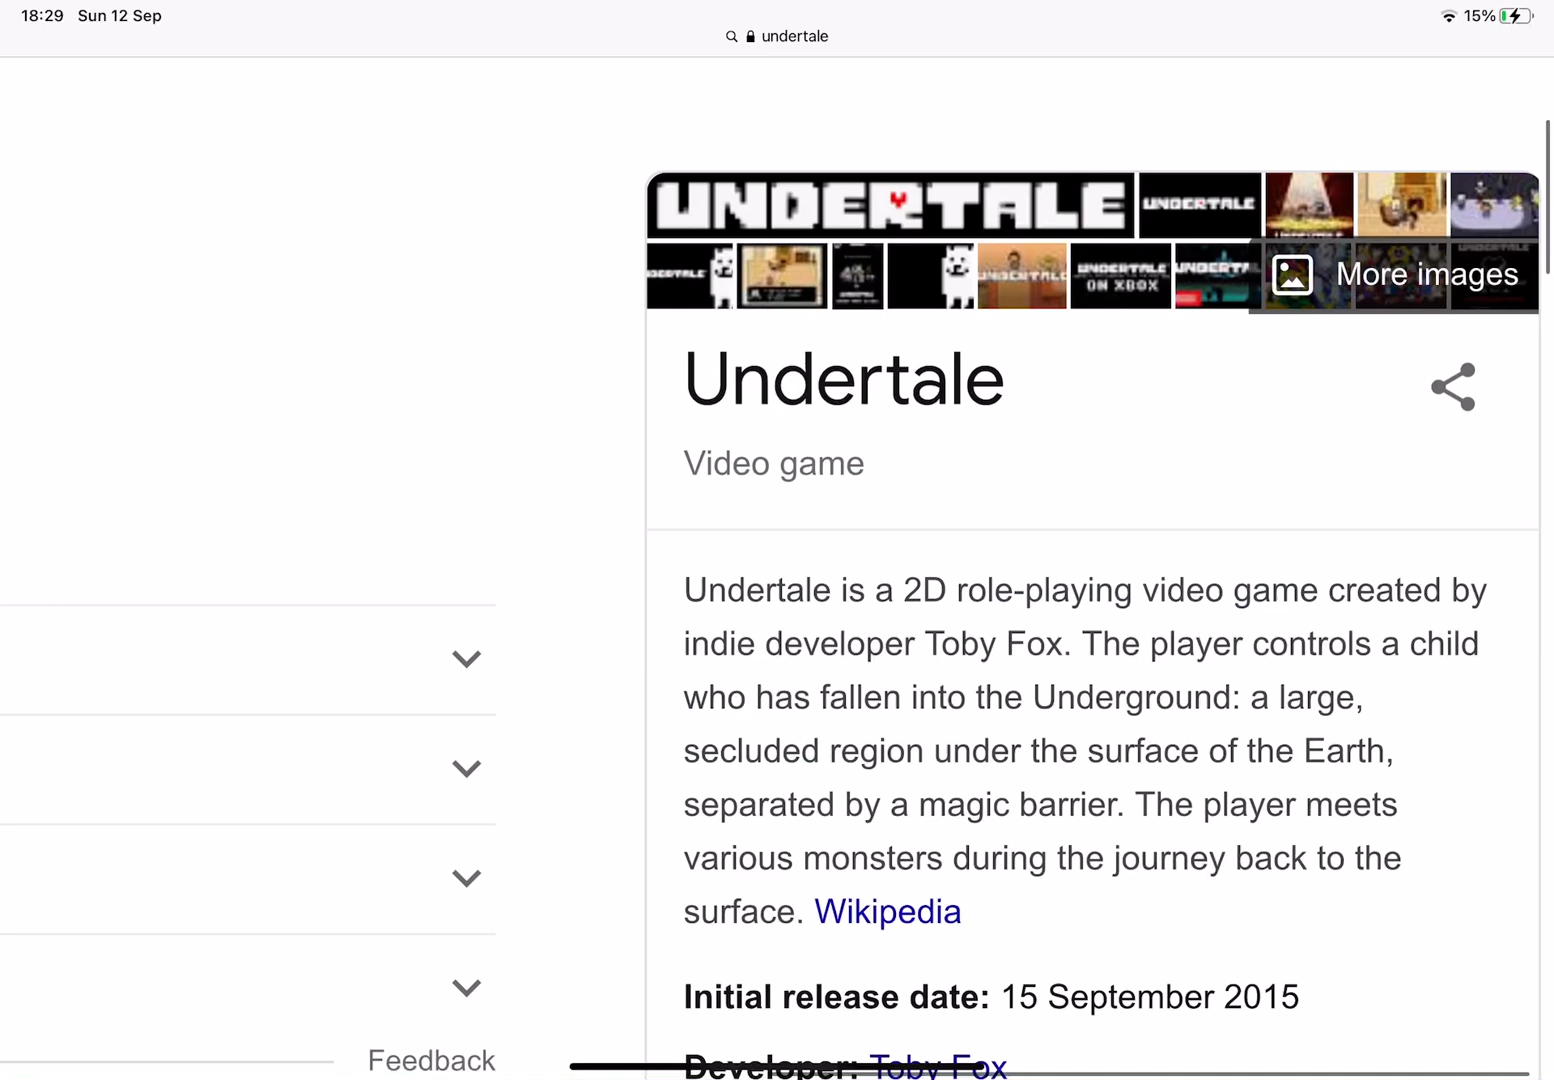 18:29 Sun 12 Sep
15%
undertale
UNDERTALE
UNDERTALE
UNDERTALE
UNDERTALE
ON XBOX
More images
Undertale
Video game
Undertale is a 2D role-playing video game created by
indie developer Toby Fox. The player controls a child
who has fallen into the Underground: a large,
secluded region under the surface of the Earth,
separated by a magic barrier. The player meets
various monsters during the journey back to the
surface. Wikipedia
Initial release date: 15 September 2015
Feedback
Developer: Toby Fox